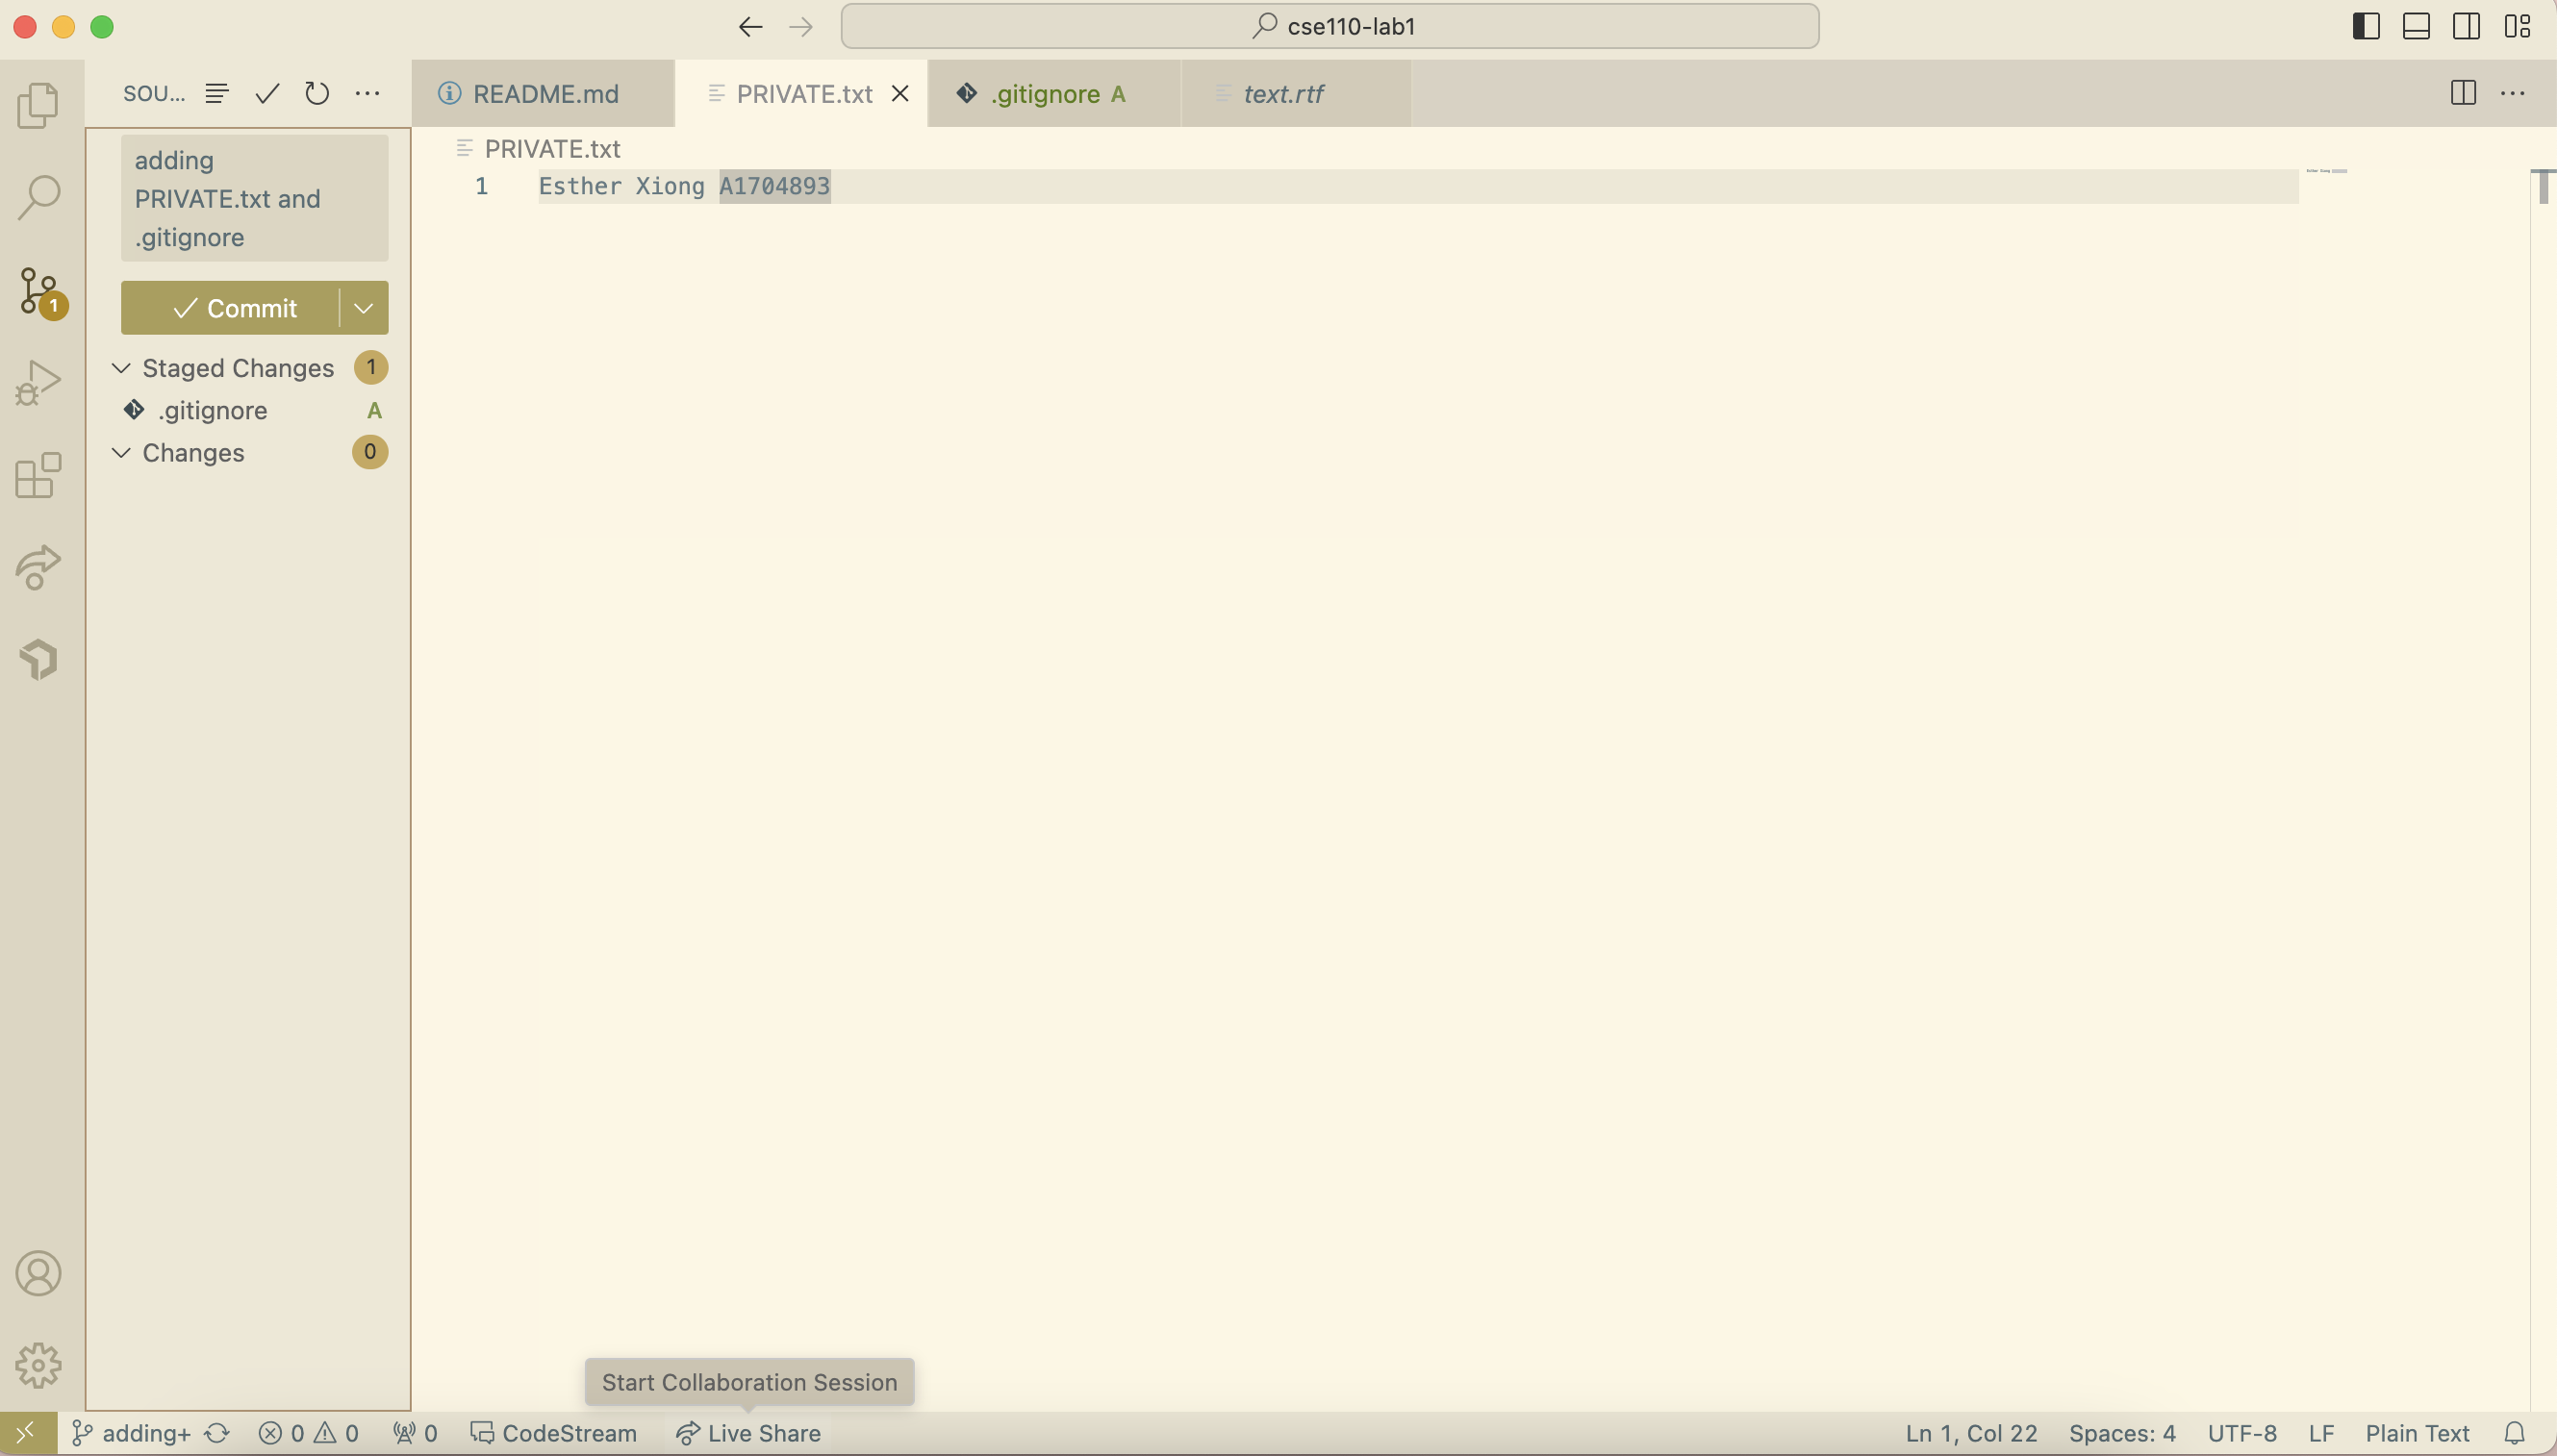 cse110-lab1
SOU...
README.md
PRIVATE.txt
.gitignore A
text.rtf
adding
PRIVATE.txt and
.gitignore
1
Commit
Staged Changes 1
.gitignore A
Changes 0
PRIVATE.txt
1 Esther Xiong A1704893
Start Collaboration Session
adding+ 0 0 0 CodeStream Live Share Ln 1, Col 22 Spaces: 4 UTF-8 LF Plain Text